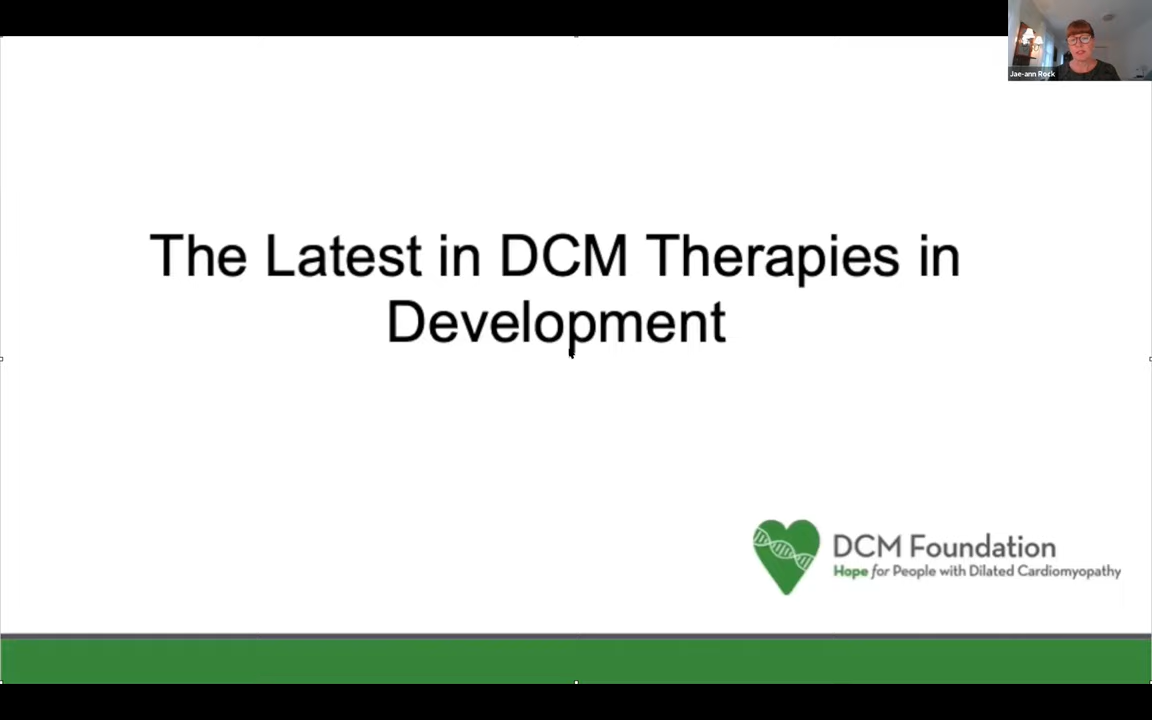 Jae-ann Rock
The Latest in DCM Therapies in
Development
DCM Foundation
Hope for People with Dilated Cardiomyopathy